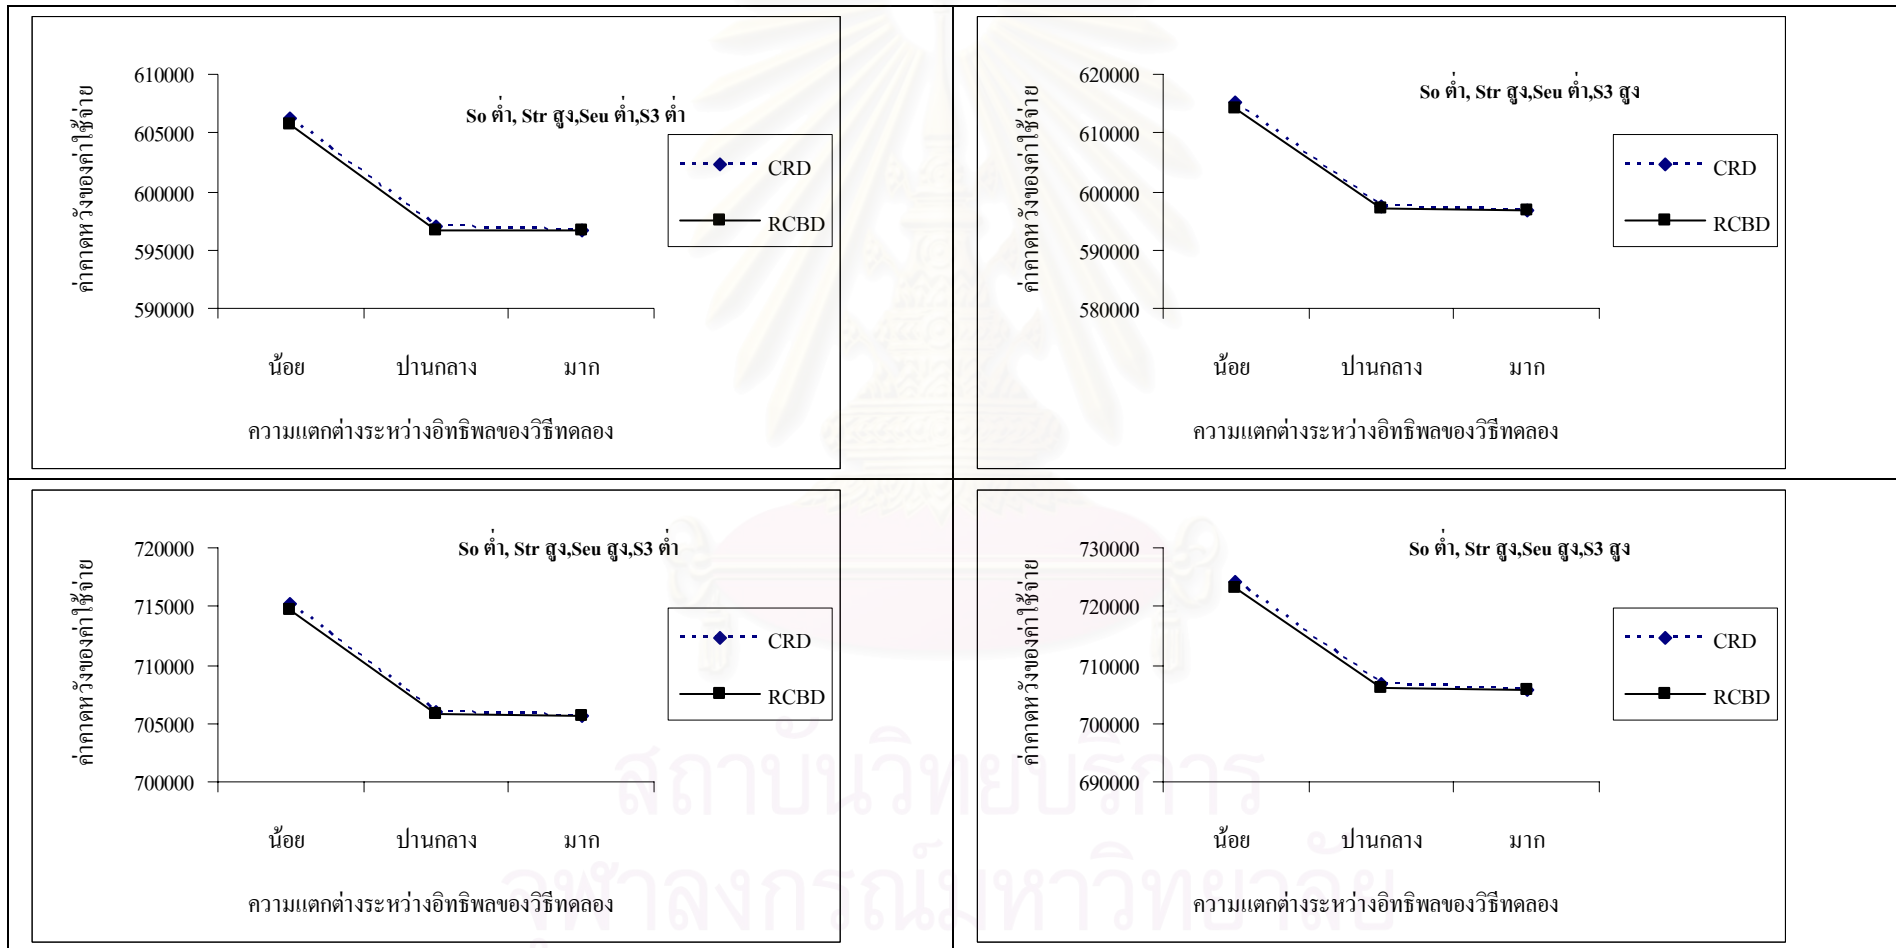 So ต่ำ, Str สูง,Seu ต่ำ,S3 ต่ำ
ค่าคาดหวังของค่าใช้จ่าย
610000
605000
600000
595000
590000
CRD
RCBD
น้อย ปานกลาง มาก
ความแตกต่างระหว่างอิทธิพลของวิธีทดลอง
So ต่ำ, Str สูง,Seu ต่ำ,S3 สูง
ค่าคาดหวังของค่าใช้จ่าย
620000
610000
600000
590000
580000
CRD
RCBD
น้อย ปานกลาง มาก
ความแตกต่างระหว่างอิทธิพลของวิธีทดลอง
So ต่ำ, Str สูง,Seu สูง,S3 ต่ำ
ค่าคาดหวังของค่าใช้จ่าย
720000
715000
710000
705000
700000
CRD
RCBD
น้อย ปานกลาง มาก
ความแตกต่างระหว่างอิทธิพลของวิธีทดลอง
So ต่ำ, Str สูง,Seu สูง,S3 สูง
ค่าคาดหวังของค่าใช้จ่าย
730000
720000
710000
700000
690000
CRD
RCBD
น้อย ปานกลาง มาก
ความแตกต่างระหว่างอิทธิพลของวิธีทดลอง
สถาบันวิทยบริการ
จุฬาลงกรณ์มหาวิทยาลัย